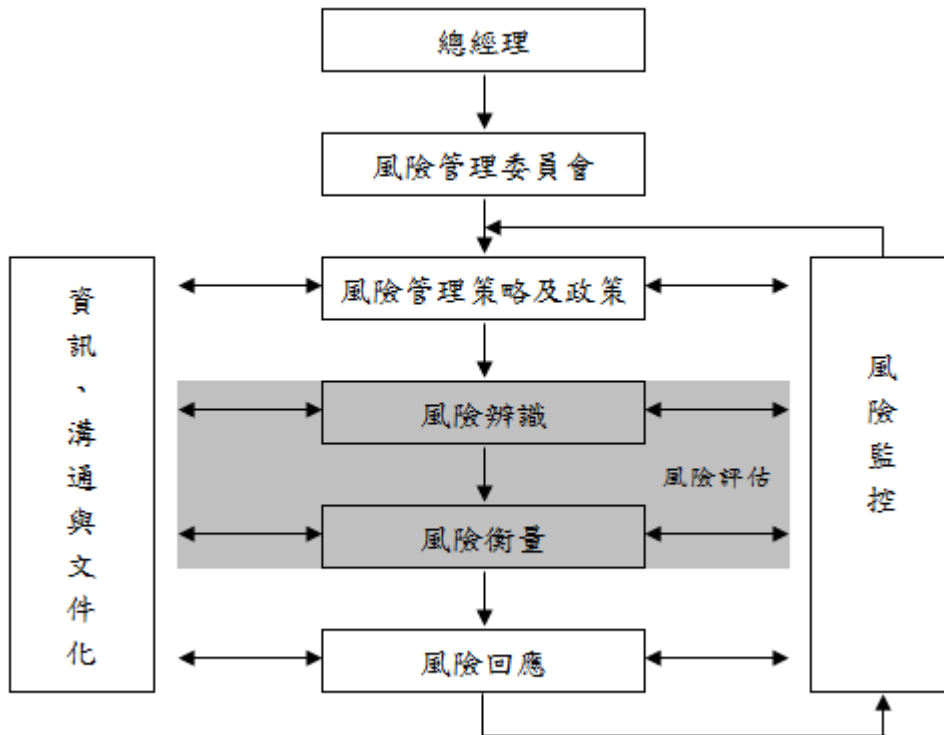 總經理
風險管理委員會
風險管理策略及政策
資訊、溝通與文件化
風險辨識
風險評估
風險衡量
風險回應
風險監控